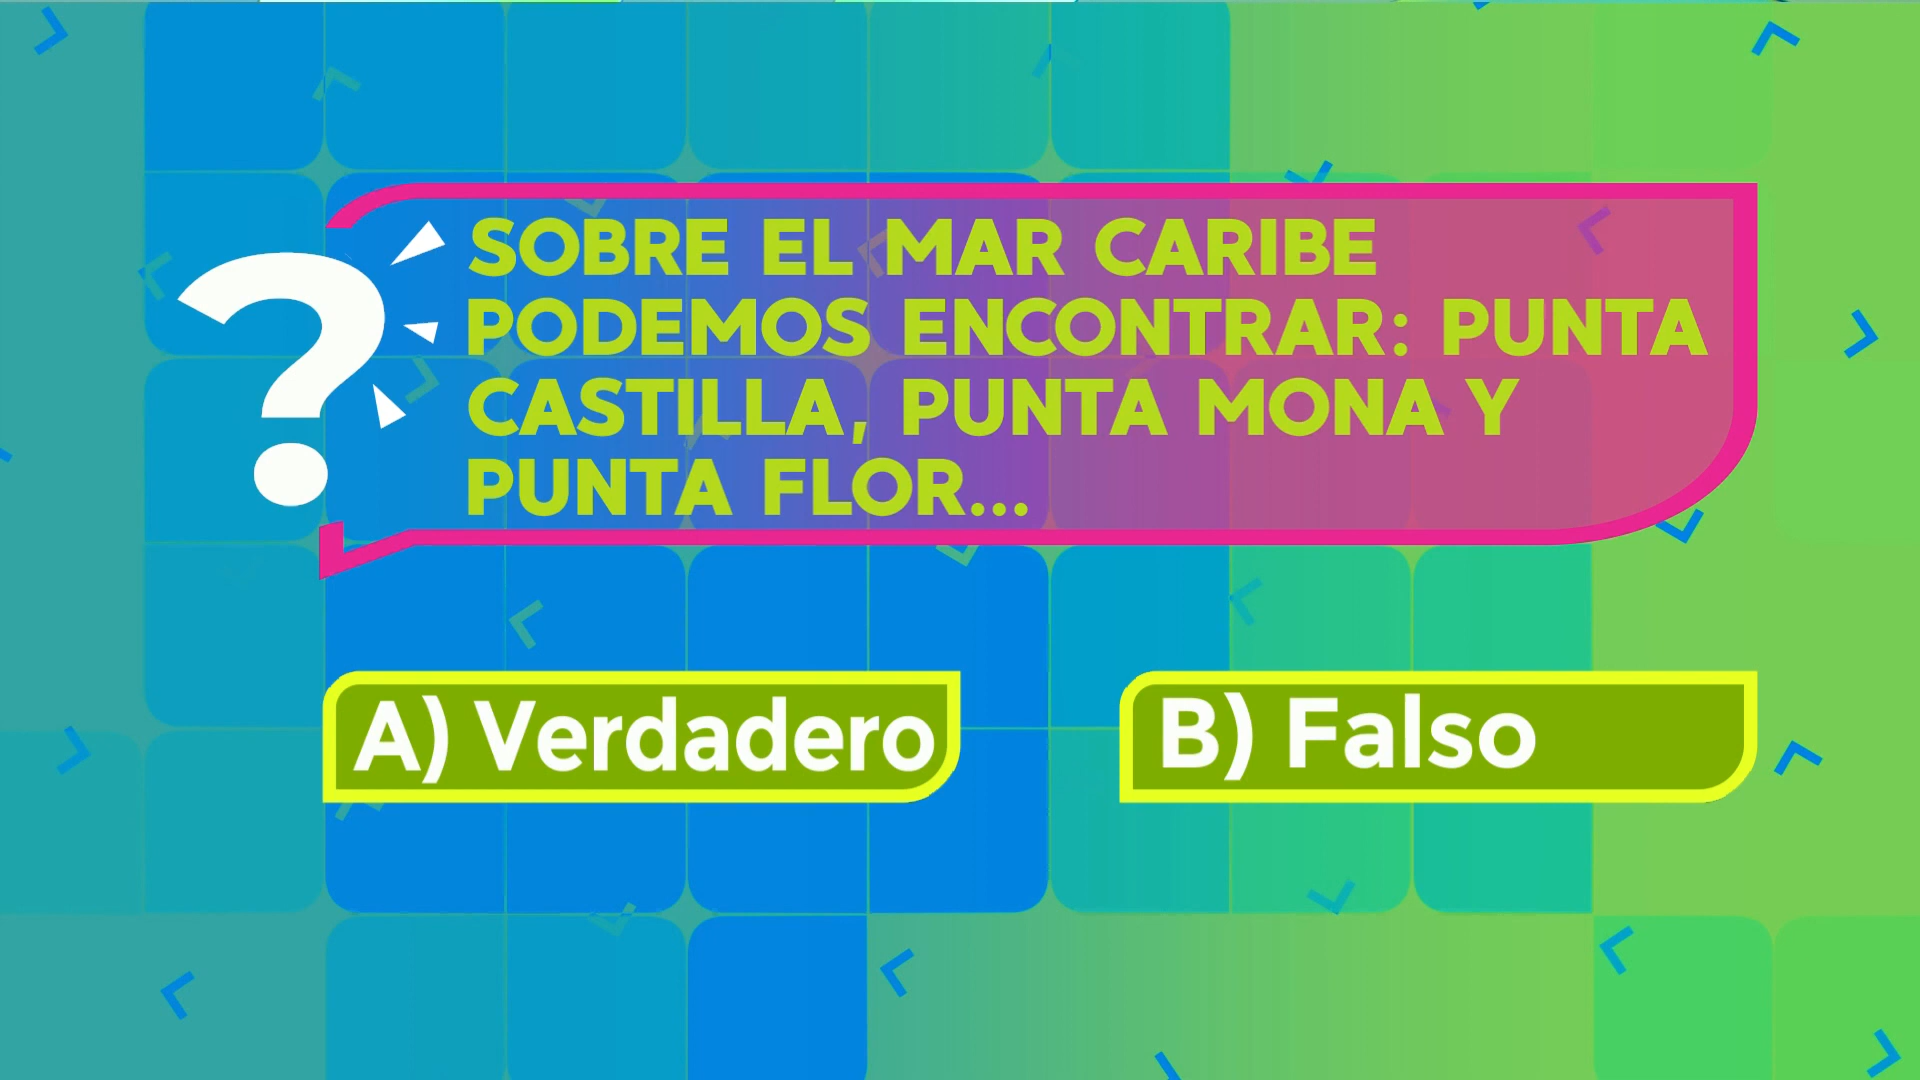 ?
SOBRE EL MAR CARIBE
PODEMOS ENCONTRAR: PUNTA
CASTILLA, PUNTA MONA Y
PUNTA FLOR...
A) Verdadero
B) Falso